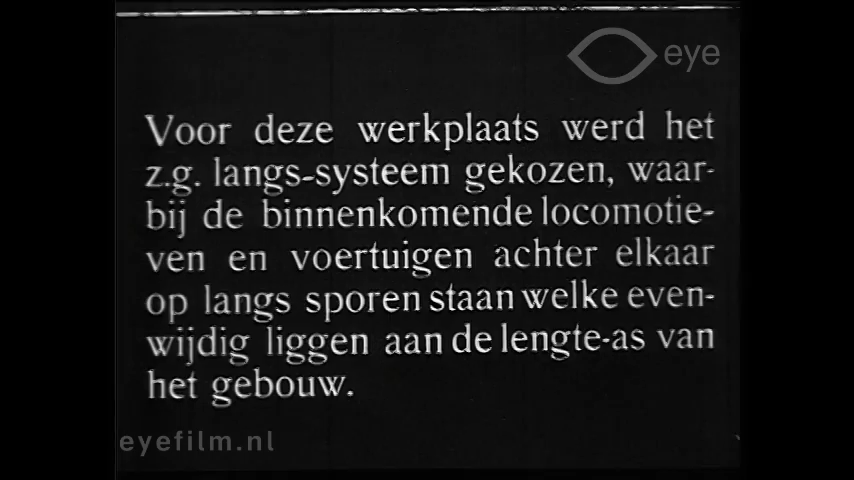 eye
Voor deze werkplaats werd het
z.g. langs-systeem gekozen, waar-
bij de binnenkomende locomotie-
ven en voertuigen achter elkaar
op langs sporen staan welke even-
wijdig liggen aan de lengte-as van
het gebouw.
eyefilm.nl